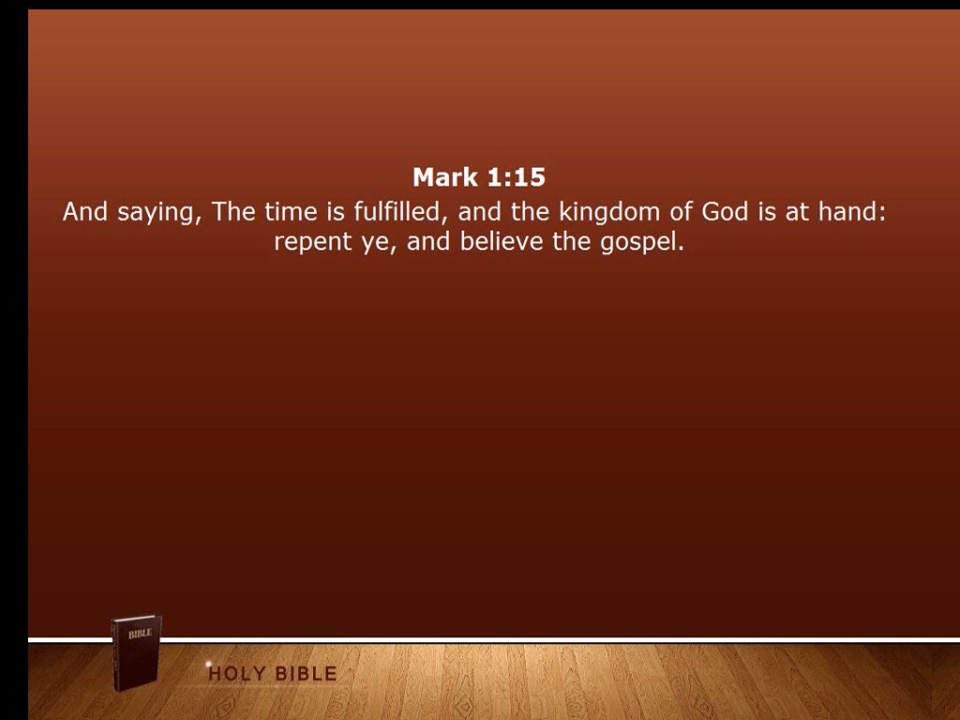 Mark 1:15
And saying, The time is fulfilled, and the kingdom of God is at hand:
repent ye, and believe the gospel.
BIBLE
HOLY BIBLE